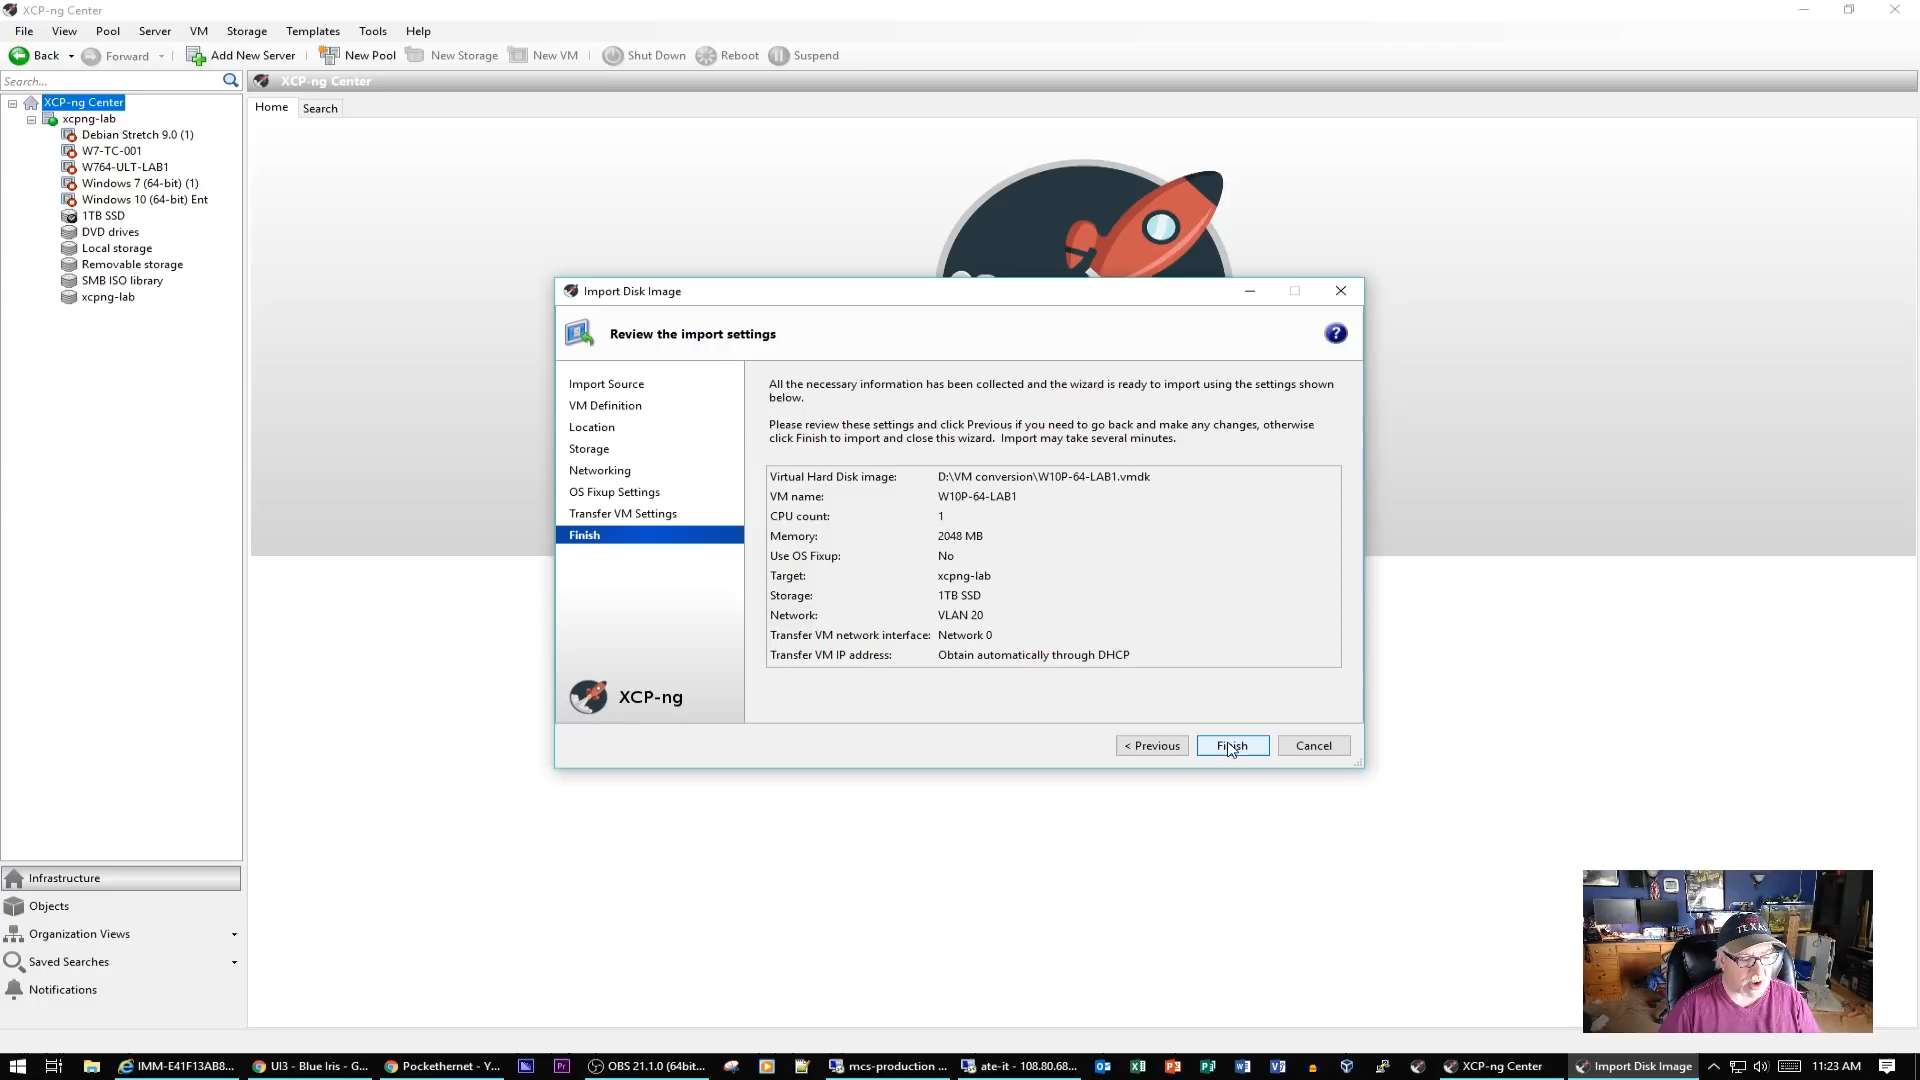 XCP-ng Center
File View Pool Server VM Storage Templates Tools Help
Back Forward Add New Server New Pool New Storage New VM Shut Down Reboot Suspend
Search...
XCP-ng Center
Home Search
XCP-ng Center
xcpng-lab
Debian Stretch 9.0 (1)
W7-TC-001
W764-ULT-LAB1
Windows 7 (64-bit) (1)
Windows 10 (64-bit) Ent
1TB SSD
DVD drives
Local storage
Removable storage
SMB ISO library
xcpng-lab
Import Disk Image
Review the import settings
?
Import Source
VM Definition
Location
Storage
Networking
OS Fixup Settings
Transfer VM Settings
Finish
XCP-ng
All the necessary information has been collected and the wizard is ready to import using the settings shown
below.
Please review these settings and click Previous if you need to go back and make any changes, otherwise
click Finish to import and close this wizard. Import may take several minutes.
Virtual Hard Disk image: D:\VM conversion\W10P-64-LAB1.vmdk
VM name: W10P-64-LAB1
CPU count: 1
Memory: 2048 MB
Use OS Fixup: No
Target: xcpng-lab
Storage: 1TB SSD
Network: VLAN 20
Transfer VM network interface: Network 0
Transfer VM IP address: Obtain automatically through DHCP
< Previous Finish Cancel
Infrastructure
Objects
Organization Views
Saved Searches
Notifications
TEXAS
IMM-E41F13AB8... UI3 - Blue Iris - G... Pockethernet - Y... Pr OBS 21.1.0 (64bit... mcs-production ... ate-it - 108.80.68... XCP-ng Center Import Disk Image 11:23 AM